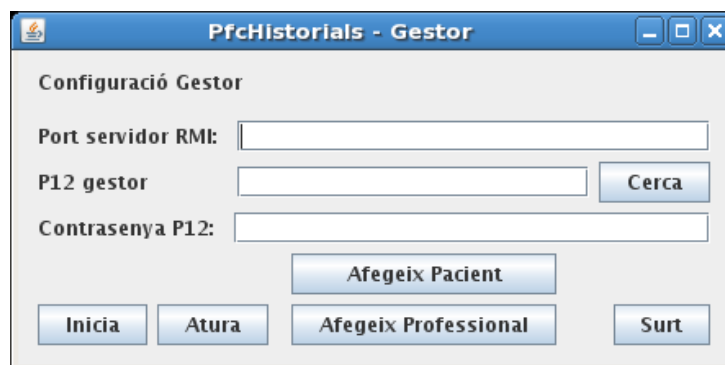 PfcHistorials - Gestor
Configuració Gestor
Port servidor RMI:
P12 gestor Cerca
Contrasenya P12:
Afegeix Pacient
Inicia Atura Afegeix Professional Surt